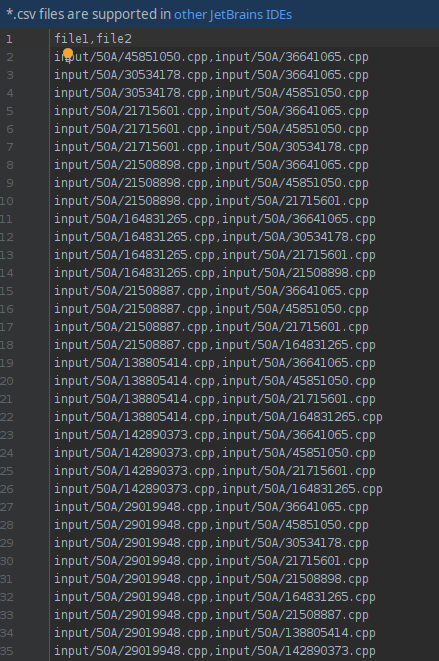 *.csv files are supported in other JetBrains IDEs
1 file1,file2
2 input/50A/45851050.cpp,input/50A/36641065.cpp
3 input/50A/30534178.cpp,input/50A/36641065.cpp
4 input/50A/30534178.cpp,input/50A/45851050.cpp
5 input/50A/21715601.cpp,input/50A/36641065.cpp
6 input/50A/21715601.cpp,input/50A/45851050.cpp
7 input/50A/21715601.cpp,input/50A/30534178.cpp
8 input/50A/21508898.cpp,input/50A/36641065.cpp
9 input/50A/21508898.cpp,input/50A/45851050.cpp
10 input/50A/21508898.cpp,input/50A/21715601.cpp
11 input/50A/164831265.cpp,input/50A/36641065.cpp
12 input/50A/164831265.cpp,input/50A/30534178.cpp
13 input/50A/164831265.cpp,input/50A/21715601.cpp
14 input/50A/164831265.cpp,input/50A/21508898.cpp
15 input/50A/21508887.cpp,input/50A/36641065.cpp
16 input/50A/21508887.cpp,input/50A/45851050.cpp
17 input/50A/21508887.cpp,input/50A/21715601.cpp
18 input/50A/21508887.cpp,input/50A/164831265.cpp
19 input/50A/138805414.cpp,input/50A/36641065.cpp
20 input/50A/138805414.cpp,input/50A/45851050.cpp
21 input/50A/138805414.cpp,input/50A/21715601.cpp
22 input/50A/138805414.cpp,input/50A/164831265.cpp
23 input/50A/142890373.cpp,input/50A/36641065.cpp
24 input/50A/142890373.cpp,input/50A/45851050.cpp
25 input/50A/142890373.cpp,input/50A/21715601.cpp
26 input/50A/142890373.cpp,input/50A/164831265.cpp
27 input/50A/29019948.cpp,input/50A/36641065.cpp
28 input/50A/29019948.cpp,input/50A/45851050.cpp
29 input/50A/29019948.cpp,input/50A/30534178.cpp
30 input/50A/29019948.cpp,input/50A/21715601.cpp
31 input/50A/29019948.cpp,input/50A/21508898.cpp
32 input/50A/29019948.cpp,input/50A/164831265.cpp
33 input/50A/29019948.cpp,input/50A/21508887.cpp
34 input/50A/29019948.cpp,input/50A/138805414.cpp
35 input/50A/29019948.cpp,input/50A/142890373.cpp